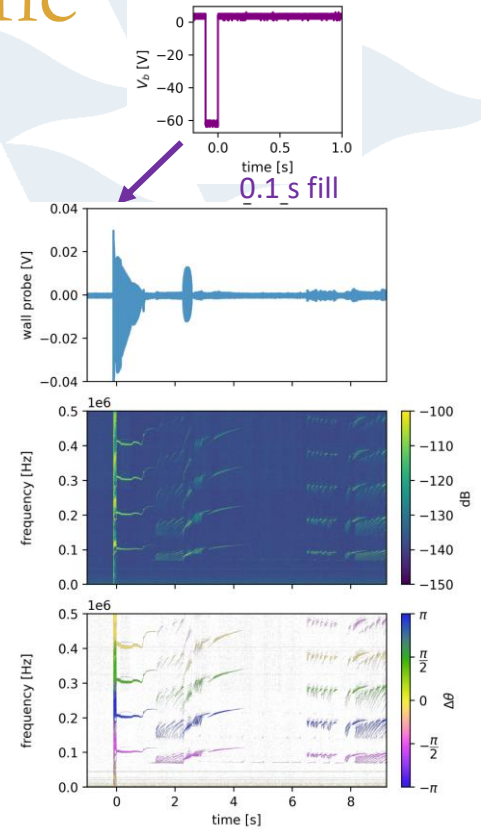 0
−20
−40
−60
V_b [V]
0.0 0.5 1.0
time [s]
0.1 s fill
0.04
0.02
0.00
−0.02
−0.04
wall probe [V]
1e6
0.5
0.4
0.3
0.2
0.1
0.0
frequency [Hz]
−100
−110
−120
−130
−140
−150
dB
1e6
0.5
0.4
0.3
0.2
0.1
0.0
frequency [Hz]
π
π/2
0
−π/2
−π
Δθ
0 2 4 6 8
time [s]